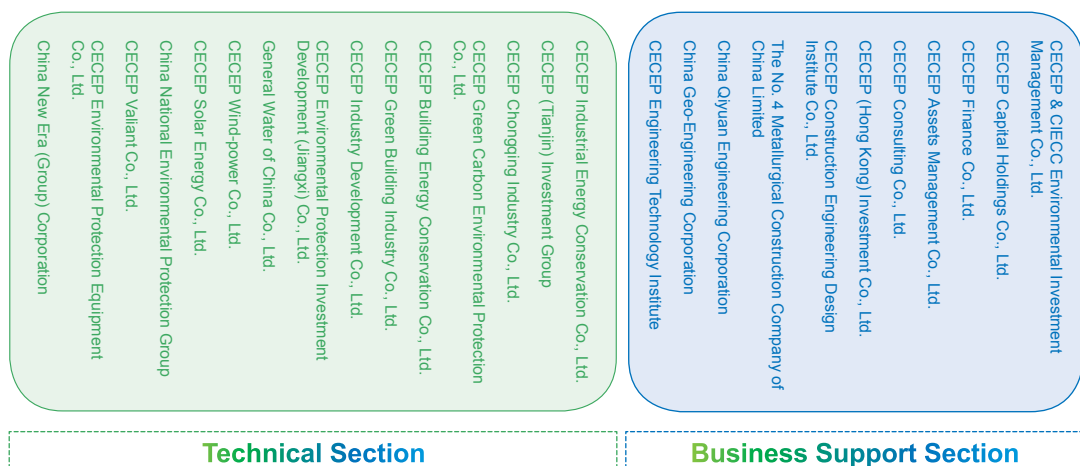 CECEP Industrial Energy Conservation Co., Ltd.
CECEP (Tianjin) Investment Group
CECEP Chongqing Industry Co., Ltd.
CECEP Green Carbon Environmental Protection
Co., Ltd.
CECEP Building Energy Conservation Co., Ltd.
CECEP Green Building Industry Co., Ltd.
CECEP Industry Development Co., Ltd.
CECEP Environmental Protection Investment
Development (Jiangxi) Co., Ltd.
General Water of China Co., Ltd.
CECEP Wind-power Co., Ltd.
CECEP Solar Energy Co., Ltd.
China National Environmental Protection Group
CECEP Valiant Co., Ltd.
CECEP Environmental Protection Equipment
Co., Ltd.
China New Era (Group) Corporation
Technical Section
CECEP & CIECC Environmental Investment
Management Co., Ltd.
CECEP Capital Holdings Co., Ltd.
CECEP Finance Co., Ltd.
CECEP Assets Management Co., Ltd.
CECEP Consulting Co., Ltd.
CECEP (Hong Kong) Investment Co., Ltd.
CECEP Construction Engineering Design
Institute Co., Ltd.
The No. 4 Metallurgical Construction Company of
China Limited
China Qiyuan Engineering Corporation
China Geo-Engineering Corporation
CECEP Engineering Technology Institute
Business Support Section